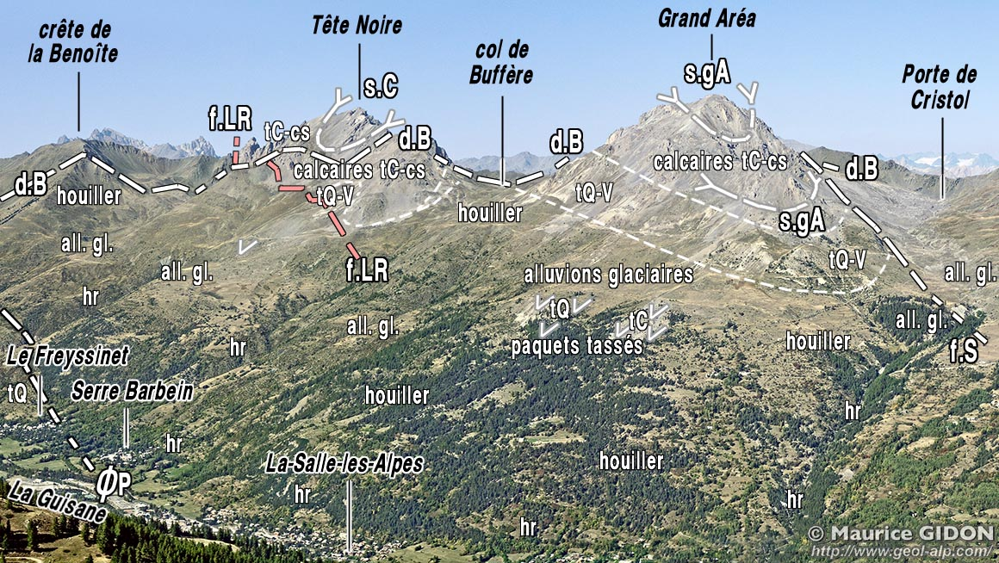 crête de
la Benoîte
Tête Noire
col de
Buffère
Grand Aréa
Porte de
Cristol
s.C
s.gA
f.LR
tC-cs
d.B
d.B
d.B
d.B
calcaires tC-cs
calcaires tC-cs
houiller
tQ-V
houiller
tQ-V
s.gA
all. gl.
all. gl.
f.LR
alluvions glaciaires
tQ-V
all. gl.
hr
tQ
tC
all. gl.
all. gl.
hr
paquets tassés
houiller
f.S
Le Freyssinet
tQ
Serre Barbein
houiller
hr
hr
La-Salle-les-Alpes
houiller
ϕP
La Guisane
hr
hr
hr
© Maurice GIDON
http://www.geol-alp.com/